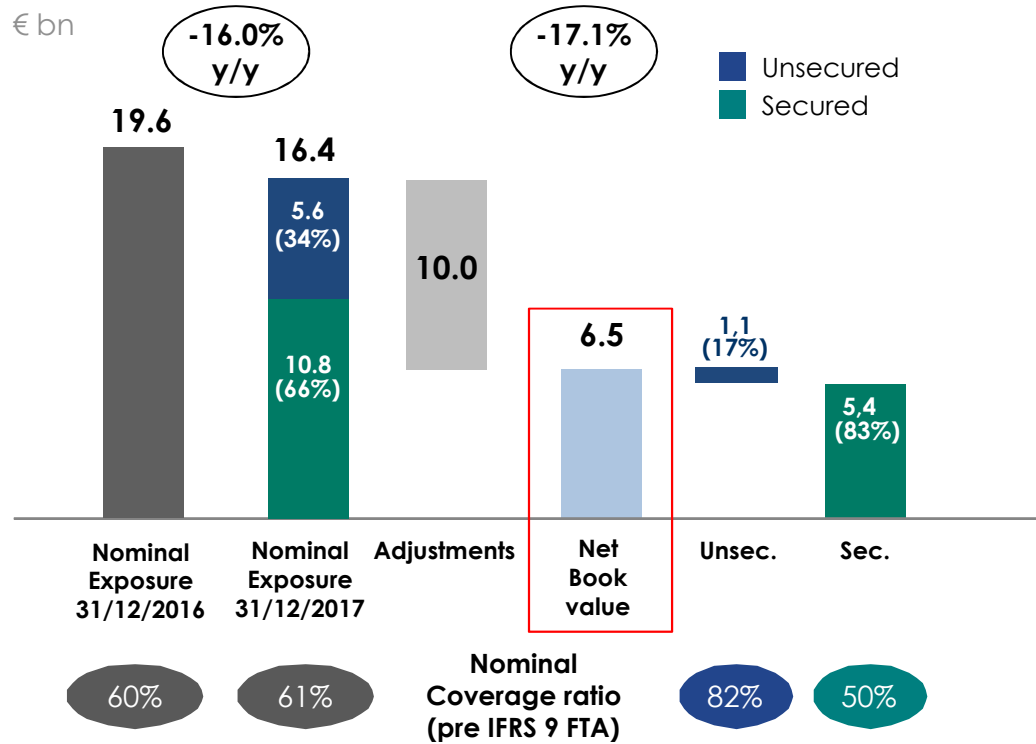 € bn
-16.0%
y/y
-17.1%
y/y
Unsecured
Secured
19.6
16.4
5.6
(34%)
10.8
(66%)
10.0
6.5
1,1
(17%)
5,4
(83%)
Nominal
Exposure
31/12/2016
Nominal
Exposure
31/12/2017
Adjustments
Net
Book
value
Unsec.
Sec.
60%
61%
Nominal
Coverage ratio
(pre IFRS 9 FTA)
82%
50%